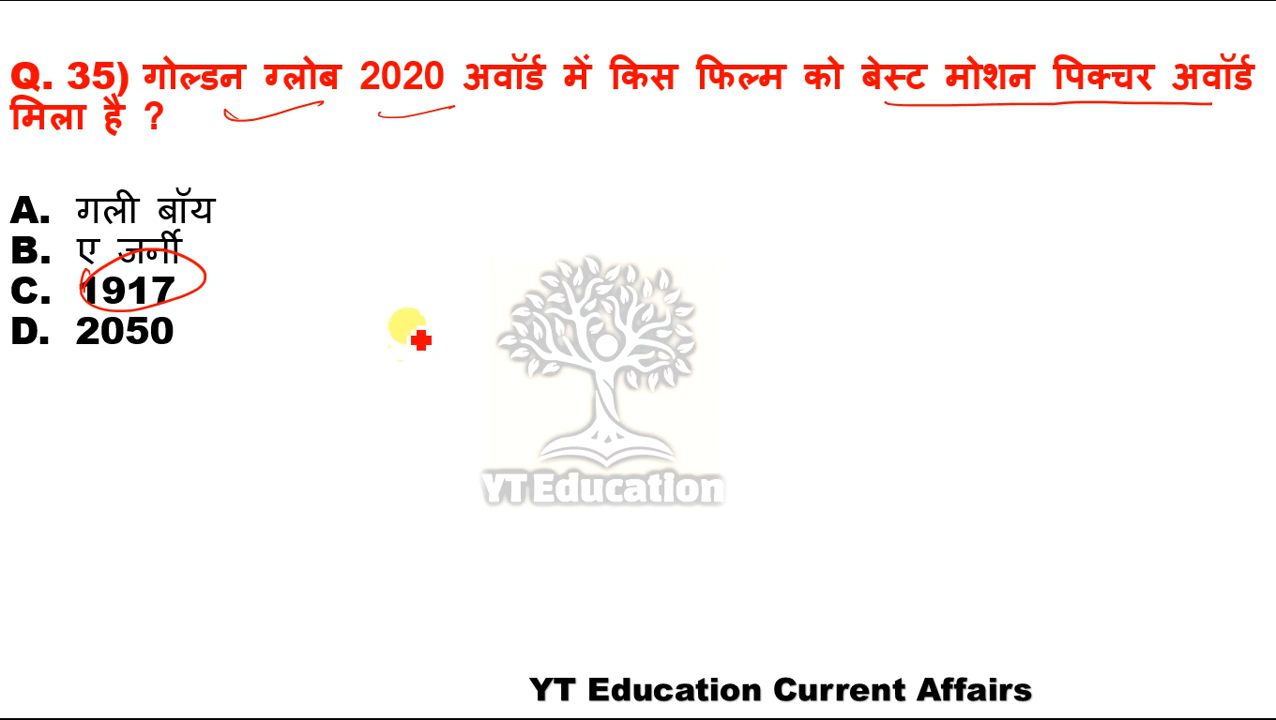 Q. 35) गोल्डन ग्लोब 2020 अवॉर्ड में किस फिल्म को बेस्ट मोशन पिक्चर अवॉर्ड
मिला है ?
A. गली बॉय
B. ए जर्नी
C. 1917
D. 2050
YT Education
YT Education Current Affairs